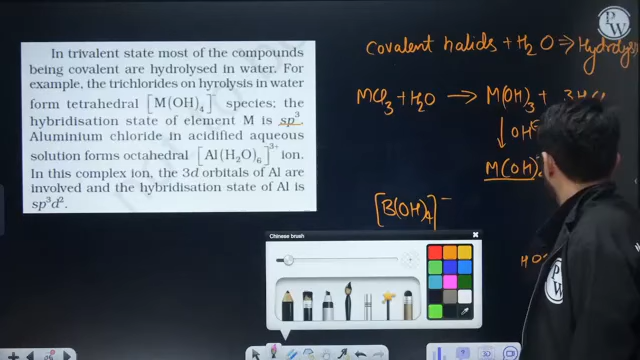 In trivalent state most of the compounds
being covalent are hydrolysed in water. For
example, the trichlorides on hyrolysis in water
form tetrahedral [M(OH)₄]⁻ species; the
hybridisation state of element M is sp³.
Aluminium chloride in acidified aqueous
solution forms octahedral [Al(H₂O)₆]³⁺ ion.
In this complex ion, the 3d orbitals of Al are
involved and the hybridisation state of Al is
sp³d².
covalent halids + H₂O ⇒ Hydrolysis
MCl₃ + H₂O → M(OH)₃ +
↓ OH⁻
M(OH)
[B(OH)₄]⁻
Chinese brush
PW
PW